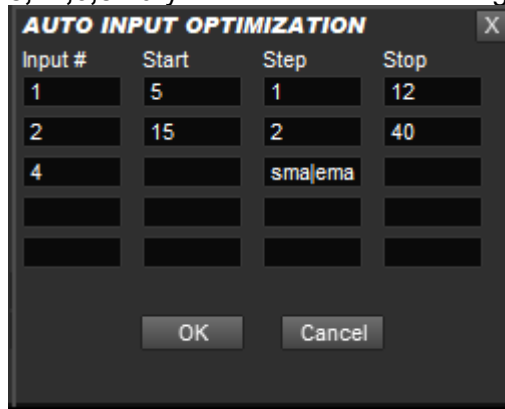 AUTO INPUT OPTIMIZATION X
Input # Start Step Stop
1 5 1 12
2 15 2 40
4 sma|ema
OK Cancel